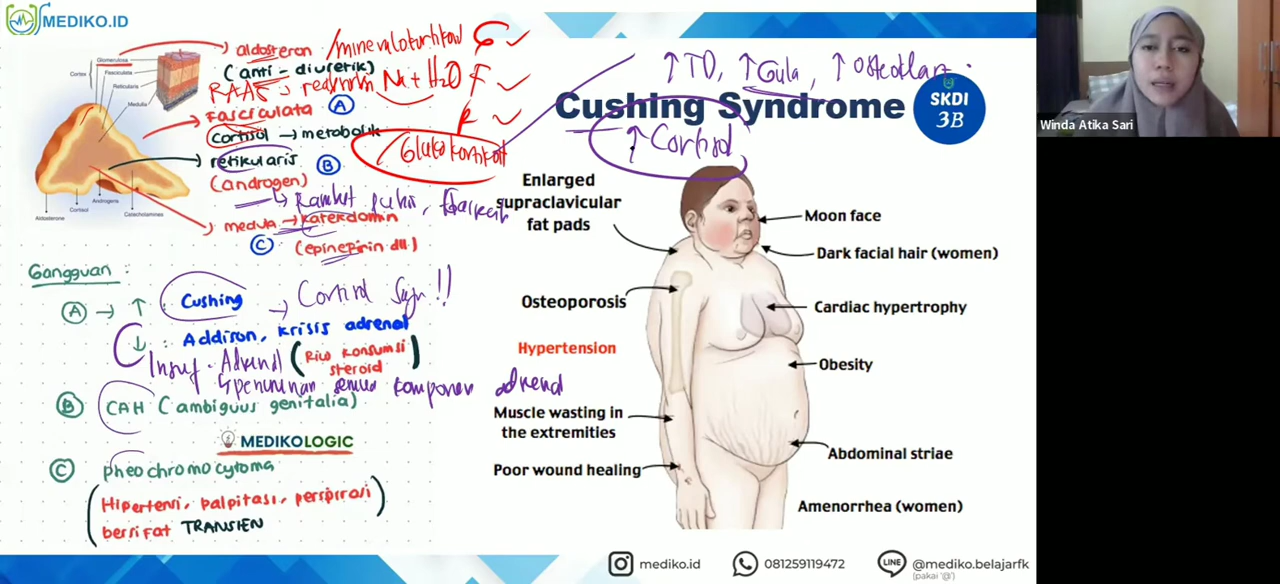 MEDIKO.ID
Glomerulosa
Cortex
Fasciculata
Reticularis
Medulla
Androgens
Aldosterone
Cortisol
Catecholamines
aldosteron /mineralokortikoid G ✓
(anti - diuretik)
RAAS : reabsorbsi Na + H2O F ✓
R ✓
fasciculata A
Cortisol → metabolik
/Glukokortikoid
retikularis B
(androgen)
Rambut pubis,
medula → katekolamin
C (epinepirin dll)
Gangguan :
A → ↑ Cushing → Cortisol saja !!
↓ : Addison, krisis adrenal
Insuf. Adrenal (Riw konsumsi
steroid)
↳ penurunan semua komponen adrenal
B CAH (ambiguus genitalia)
MEDIKOLOGIC
C pheochromocytoma
(Hipertensi, palpitasi, perspirasi
bersifat TRANSIEN)
↑ TD, ↑ Gula, ↑ Osteoklas
Cushing Syndrome
SKDI
3B
↑ Cortisol
Enlarged
supraclavicular
fat pads
Osteoporosis
Hypertension
Muscle wasting in
the extremities
Poor wound healing
Moon face
Dark facial hair (women)
Cardiac hypertrophy
Obesity
Abdominal striae
Amenorrhea (women)
mediko.id
081259119472
LINE
@mediko.belajarfk
(pakai '@')
Winda Atika Sari